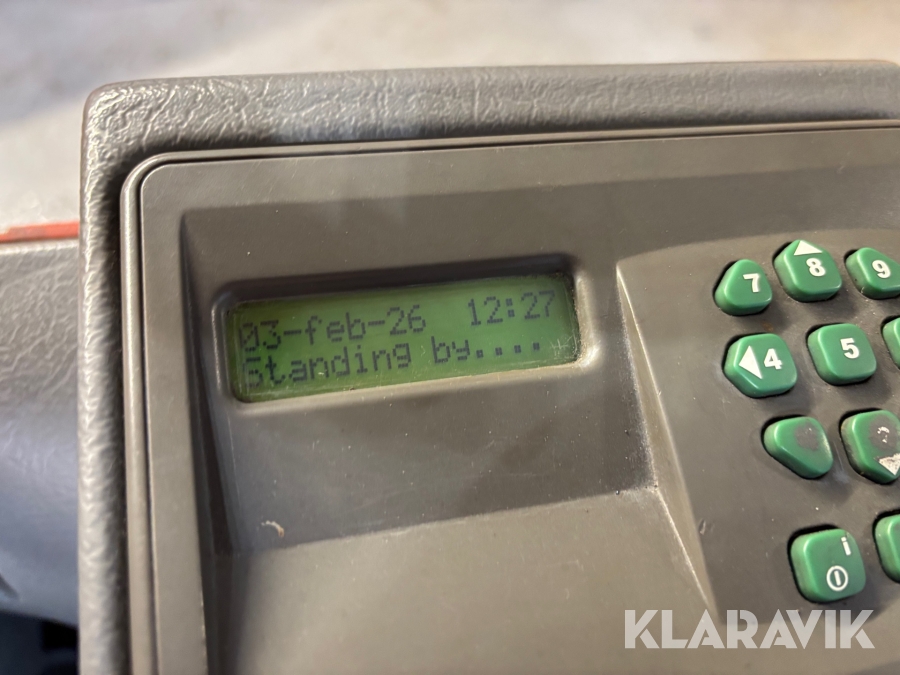 03-feb-26 12:27
Standing by....
7 8 9
4 5
i
KLARAVIK